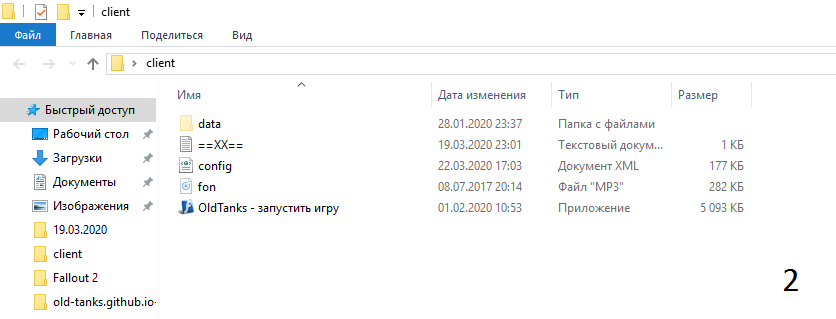 client
Файл Главная Поделиться Вид
client
Имя Дата изменения Тип Размер
Быстрый доступ
Рабочий стол
Загрузки
Документы
Изображения
19.03.2020
client
Fallout 2
old-tanks.github.io-
data 28.01.2020 23:37 Папка с файлами
==XX== 19.03.2020 23:01 Текстовый докум... 1 КБ
config 22.03.2020 17:03 Документ XML 177 КБ
fon 08.07.2017 20:14 Файл "MP3" 282 КБ
OldTanks - запустить игру 01.02.2020 10:53 Приложение 5 093 КБ
2